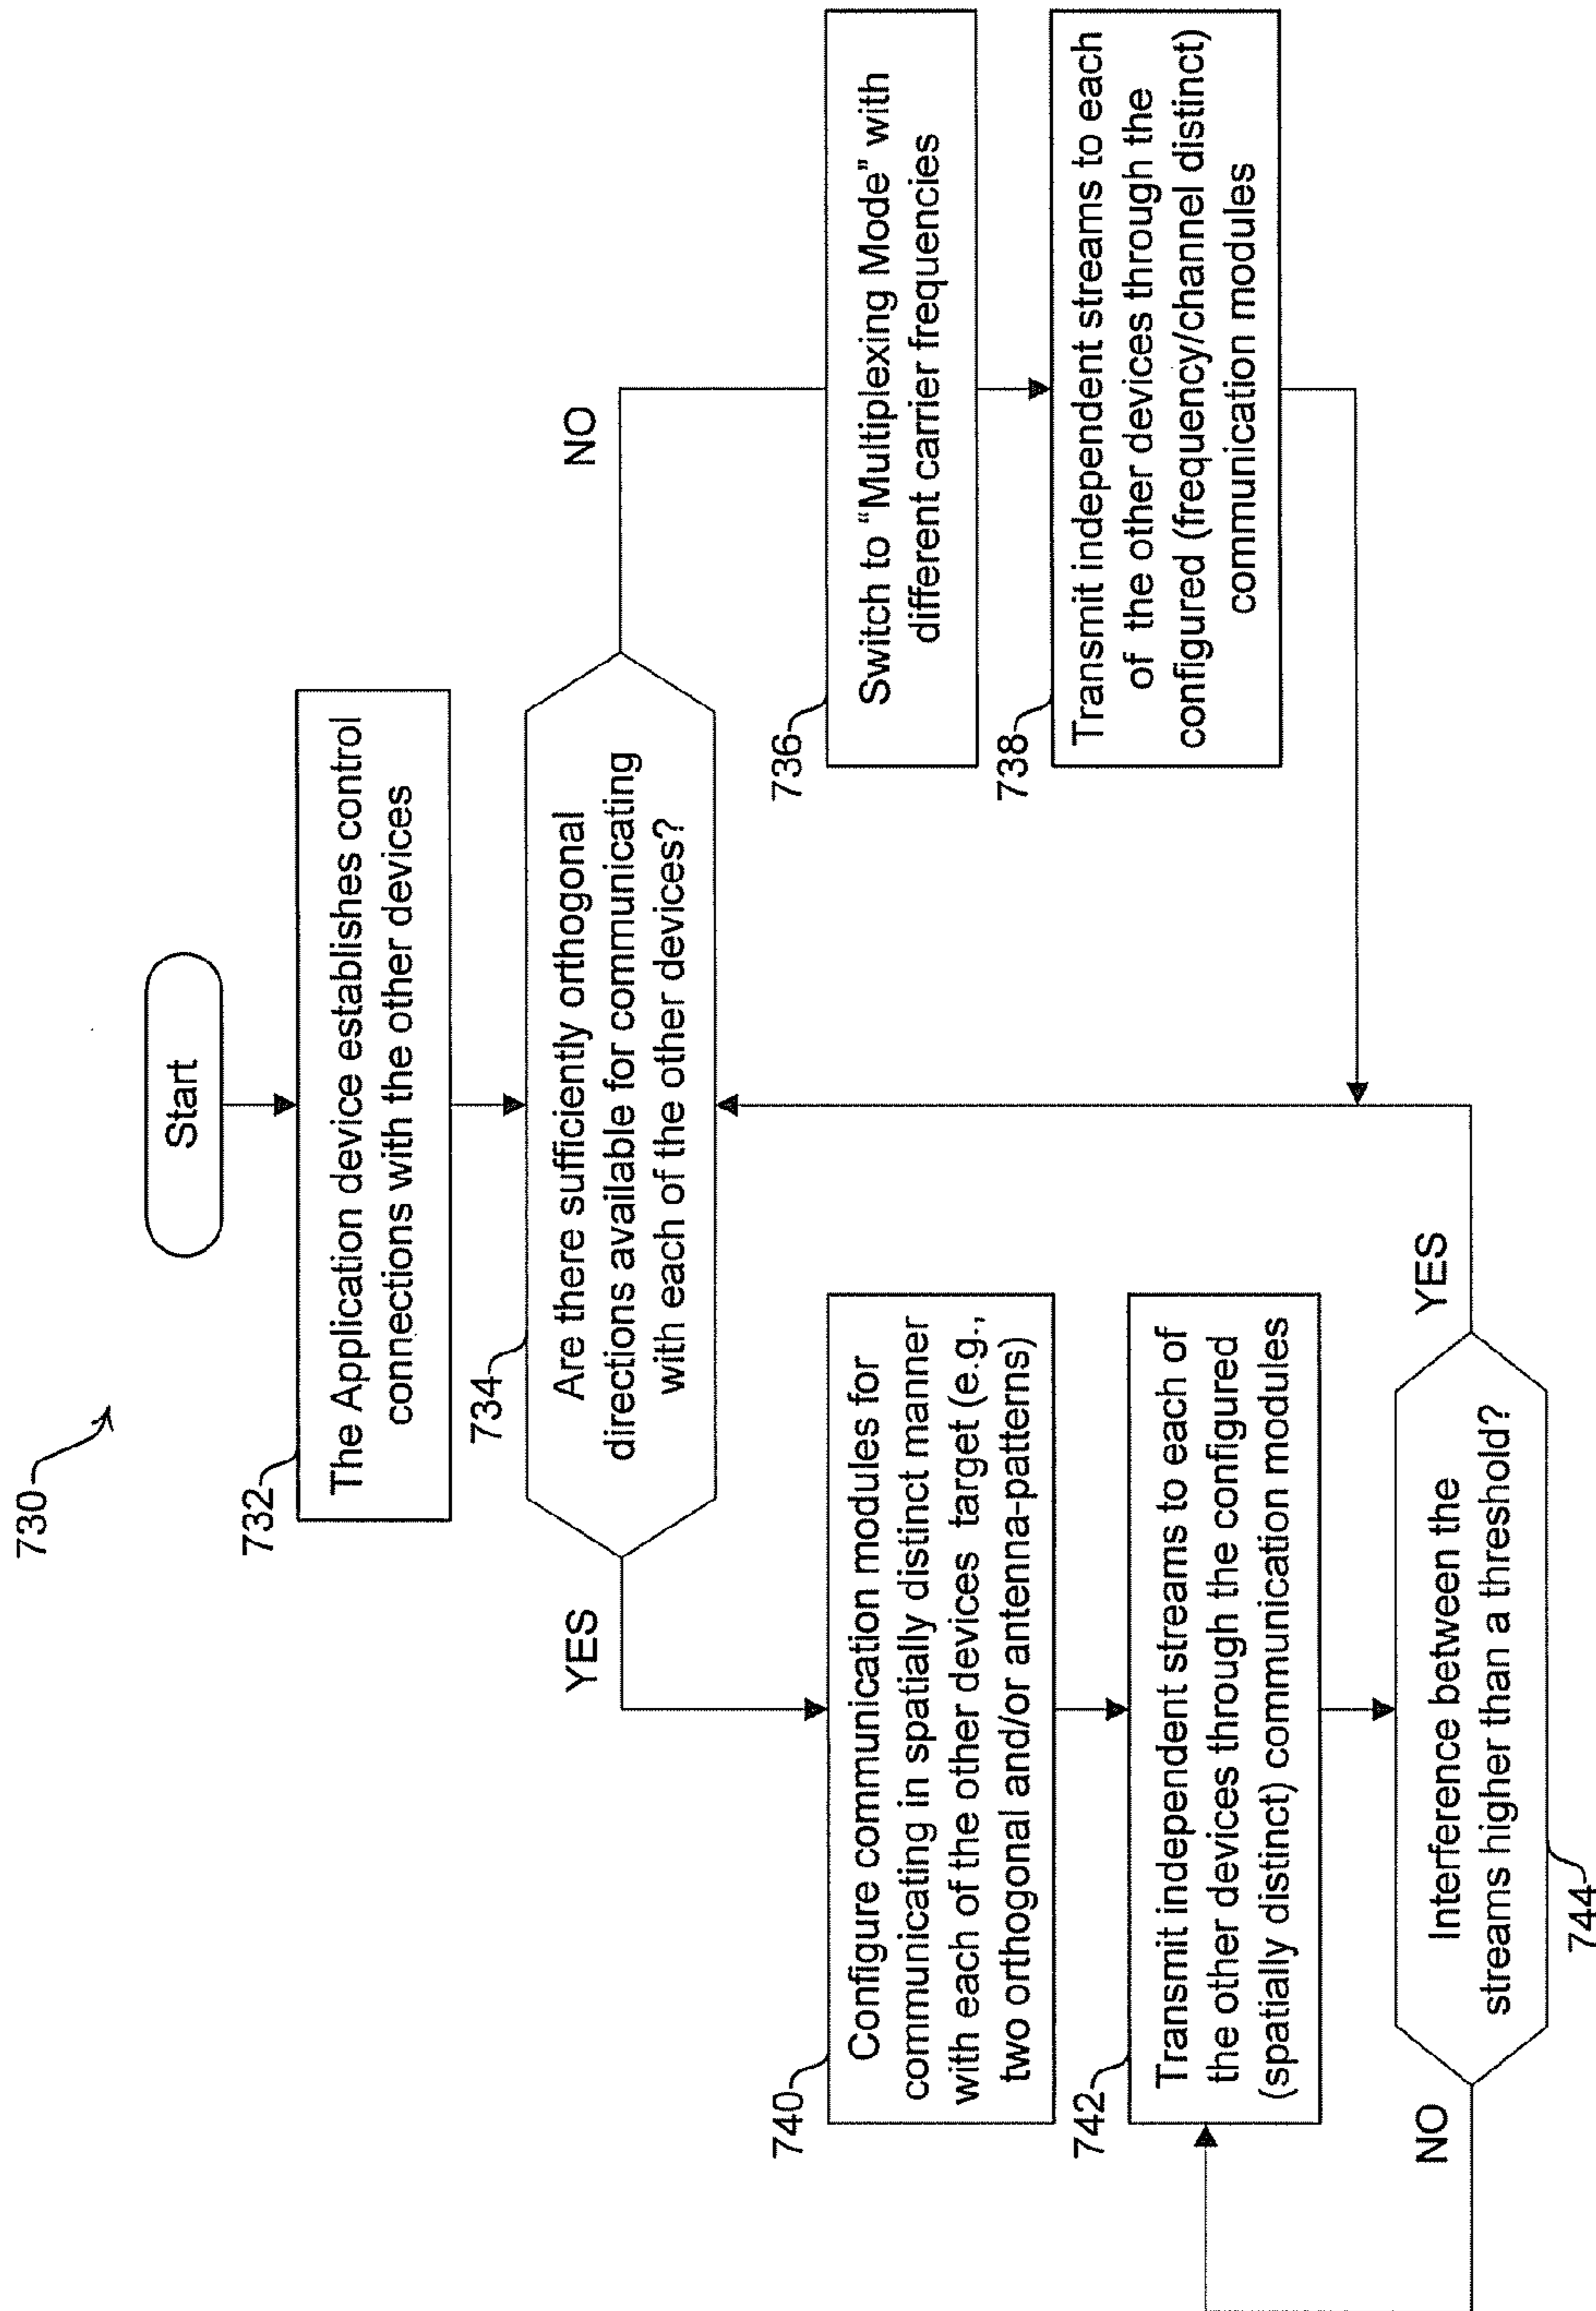 730
Start
732
The Application device establishes control
connections with the other devices
734
Are there sufficiently orthogonal
directions available for communicating
with each of the other devices?
YES
NO
740
Configure communication modules for
communicating in spatially distinct manner
with each of the other devices target (e.g.,
two orthogonal and/or antenna-patterns)
742
Transmit independent streams to each of
the other devices through the configured
(spatially distinct) communication modules
744
Interference between the
streams higher than a threshold?
NO
YES
736
Switch to “Multiplexing Mode” with
different carrier frequencies
738
Transmit independent streams to each
of the other devices through the
configured (frequency/channel distinct)
communication modules